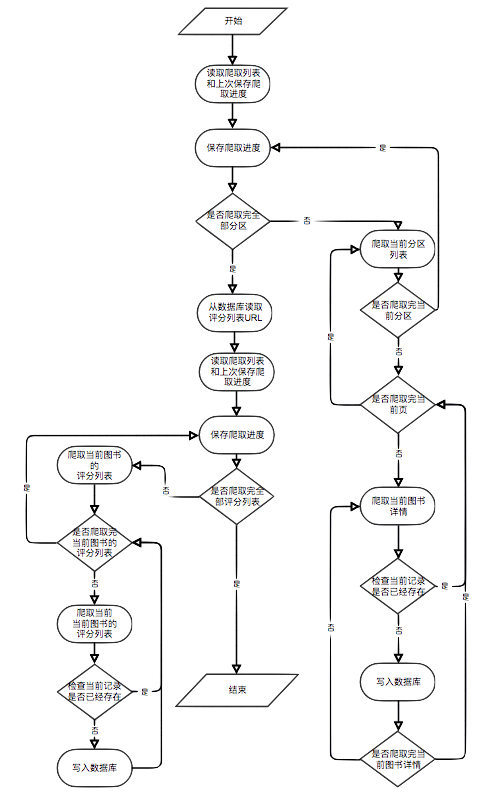 开始
读取爬取列表
和上次保存爬
取进度
保存爬取进度
是
是否爬取完全
部分区
否
爬取当前分区
列表
是
从数据库读取
评分列表URL
是否爬取完当
前分区
是
否
读取爬取列表
和上次保存爬
取进度
是否爬取完当
前页
保存爬取进度
否
爬取当前图书
的
评分列表
是
否
是否爬取完全
部评分列表
爬取当前图书
详情
是否爬取完
当前图书的
评分列表
否
是
检查当前记录
是否已经存在
是
是
爬取当前
当前图书的
评分列表
否
否
检查当前记录
是否已经存在
是
结束
写入数据库
否
写入数据库
是否爬取完当
前图书详情